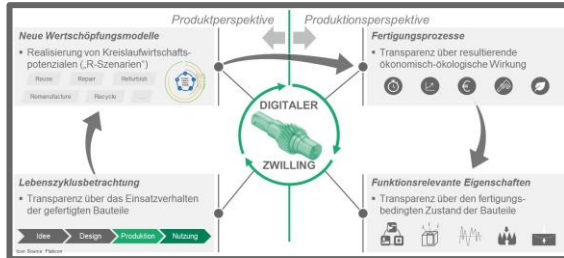 Produktperspektive
Produktionsperspektive
Neue Wertschöpfungsmodelle
▪ Realisierung von Kreislaufwirtschafts-
potenzialen („R-Szenarien“)
Reuse
Repair
Refurbish
Remanufacture
Recycle
...
Fertigungsprozesse
▪ Transparenz über resultierende
ökonomisch-ökologische Wirkung
€
DIGITALER
ZWILLING
Lebenszyklusbetrachtung
▪ Transparenz über das Einsatzverhalten
der gefertigten Bauteile
Idee
Design
Produktion
Nutzung
Icon Source: Flaticon
Funktionsrelevante Eigenschaften
▪ Transparenz über den fertigungs-
bedingten Zustand der Bauteile